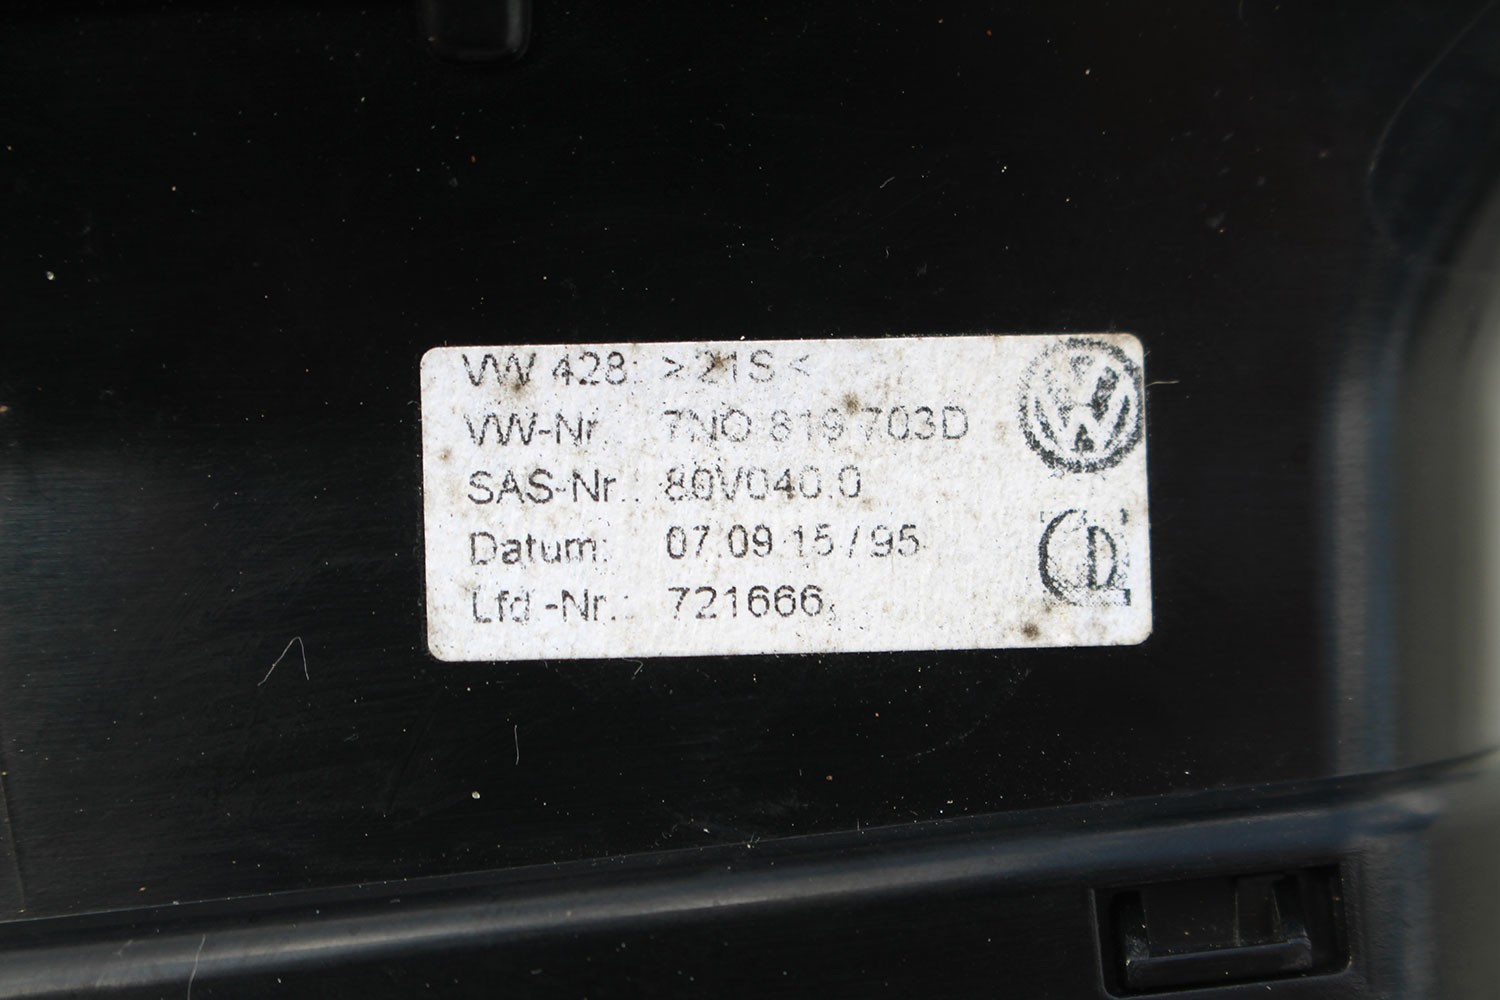 VW 428: >21S<
VW-Nr.: 7N0 819 703D
SAS-Nr.: 80V040.0
Datum: 07.09.15 / 95
Lfd.-Nr.: 721666